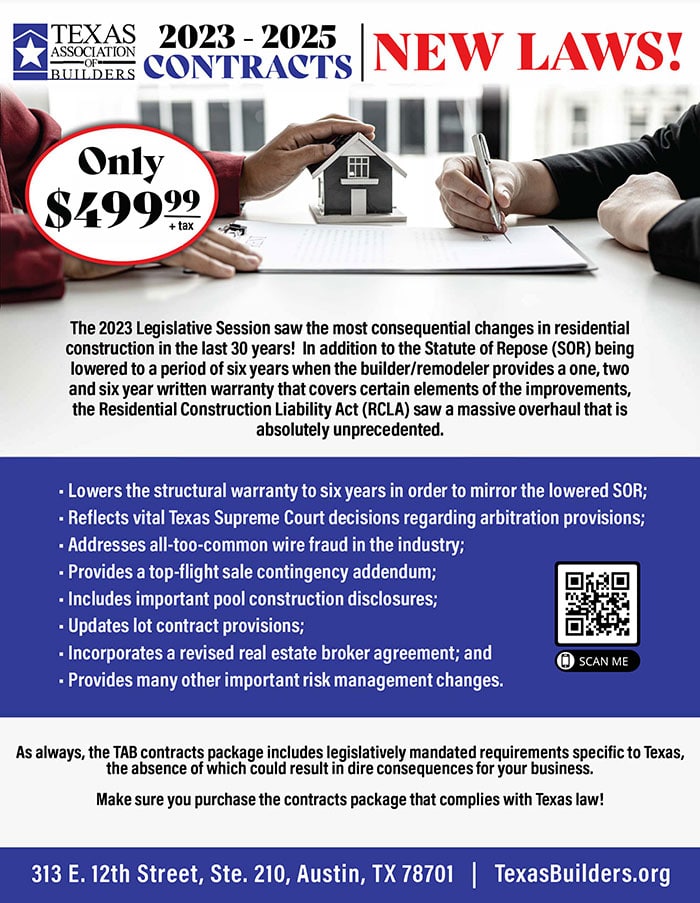 TEXAS
ASSOCIATION
OF
BUILDERS
2023 - 2025
CONTRACTS
NEW LAWS!
Only
$499.99
+ tax
The 2023 Legislative Session saw the most consequential changes in residential
construction in the last 30 years! In addition to the Statute of Repose (SOR) being
lowered to a period of six years when the builder/remodeler provides a one, two
and six year written warranty that covers certain elements of the improvements,
the Residential Construction Liability Act (RCLA) saw a massive overhaul that is
absolutely unprecedented.
· Lowers the structural warranty to six years in order to mirror the lowered SOR;
· Reflects vital Texas Supreme Court decisions regarding arbitration provisions;
· Addresses all-too-common wire fraud in the industry;
· Provides a top-flight sale contingency addendum;
· Includes important pool construction disclosures;
· Updates lot contract provisions;
· Incorporates a revised real estate broker agreement; and
· Provides many other important risk management changes.
SCAN ME
As always, the TAB contracts package includes legislatively mandated requirements specific to Texas,
the absence of which could result in dire consequences for your business.
Make sure you purchase the contracts package that complies with Texas law!
313 E. 12th Street, Ste. 210, Austin, TX 78701 | TexasBuilders.org